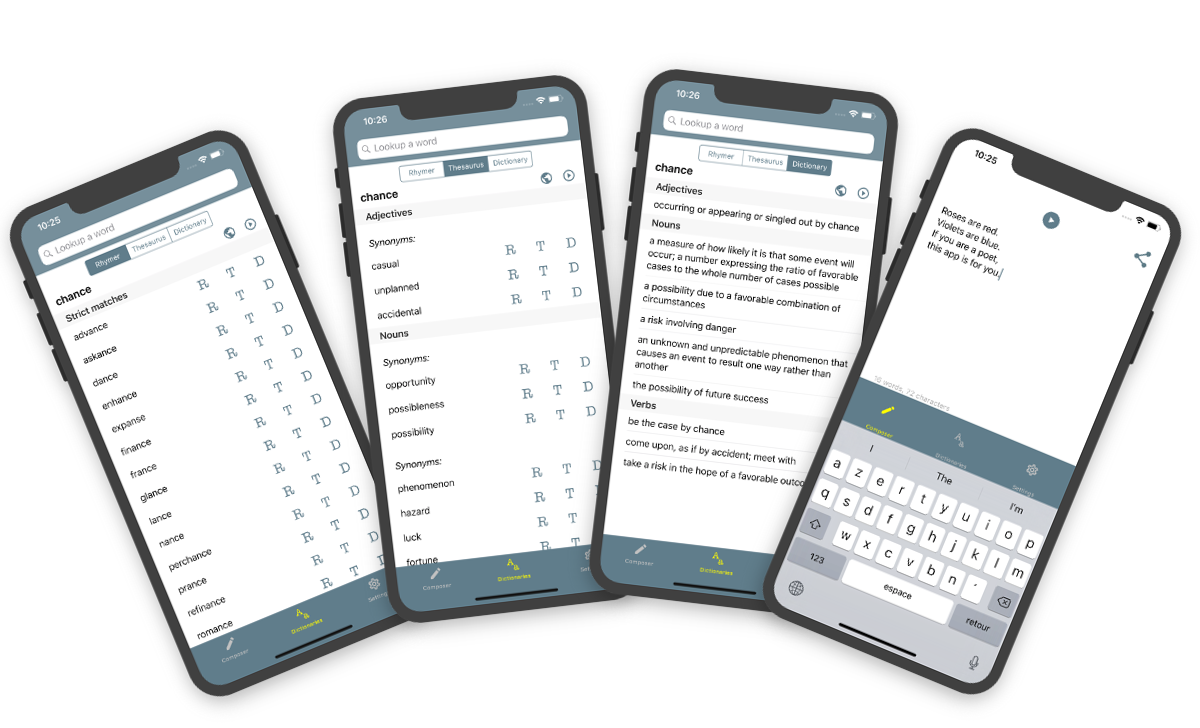 10:25
Lookup a word
Rhymer Thesaurus Dictionary
chance
Strict matches
advance R T D
askance R T D
dance R T D
enhance R T D
expanse R T D
finance R T D
france R T D
glance R T D
lance R T D
nance R T D
perchance R T D
prance R T D
refinance R T D
romance R T D
Composer Dictionaries Settings
10:26
Lookup a word
Rhymer Thesaurus Dictionary
chance
Adjectives
Synonyms:
casual R T D
unplanned R T D
accidental R T D
Nouns
Synonyms:
opportunity R T D
possibleness R T D
possibility R T D
Synonyms:
phenomenon R T D
hazard R T
luck R T
fortune R T
Composer Dictionaries Se
10:26
Lookup a word
Rhymer Thesaurus Dictionary
chance
Adjectives
occurring or appearing or singled out by chance
Nouns
a measure of how likely it is that some event will
occur; a number expressing the ratio of favorable
cases to the whole number of cases possible
a possibility due to a favorable combination of
circumstances
a risk involving danger
an unknown and unpredictable phenomenon that
causes an event to result one way rather than
another
the possibility of future success
Verbs
be the case by chance
come upon, as if by accident; meet with
take a risk in the hope of a favorable outco
Composer Dictionaries
10:25
Roses are red.
Violets are blue.
If you are a poet,
this app is for you.
16 words, 72 characters
Composer Dictionaries Settings
I The I'm
a z e r t y u i o p
q s d f g h j k l m
w x c v b n ´
123 espace retour